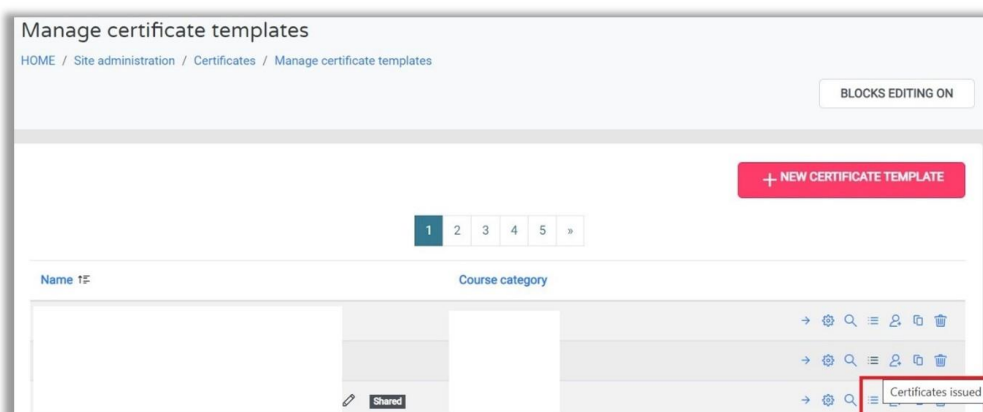 Manage certificate templates
HOME / Site administration / Certificates / Manage certificate templates
BLOCKS EDITING ON
+ NEW CERTIFICATE TEMPLATE
1 2 3 4 5 »
Name Course category
Shared
Certificates issued